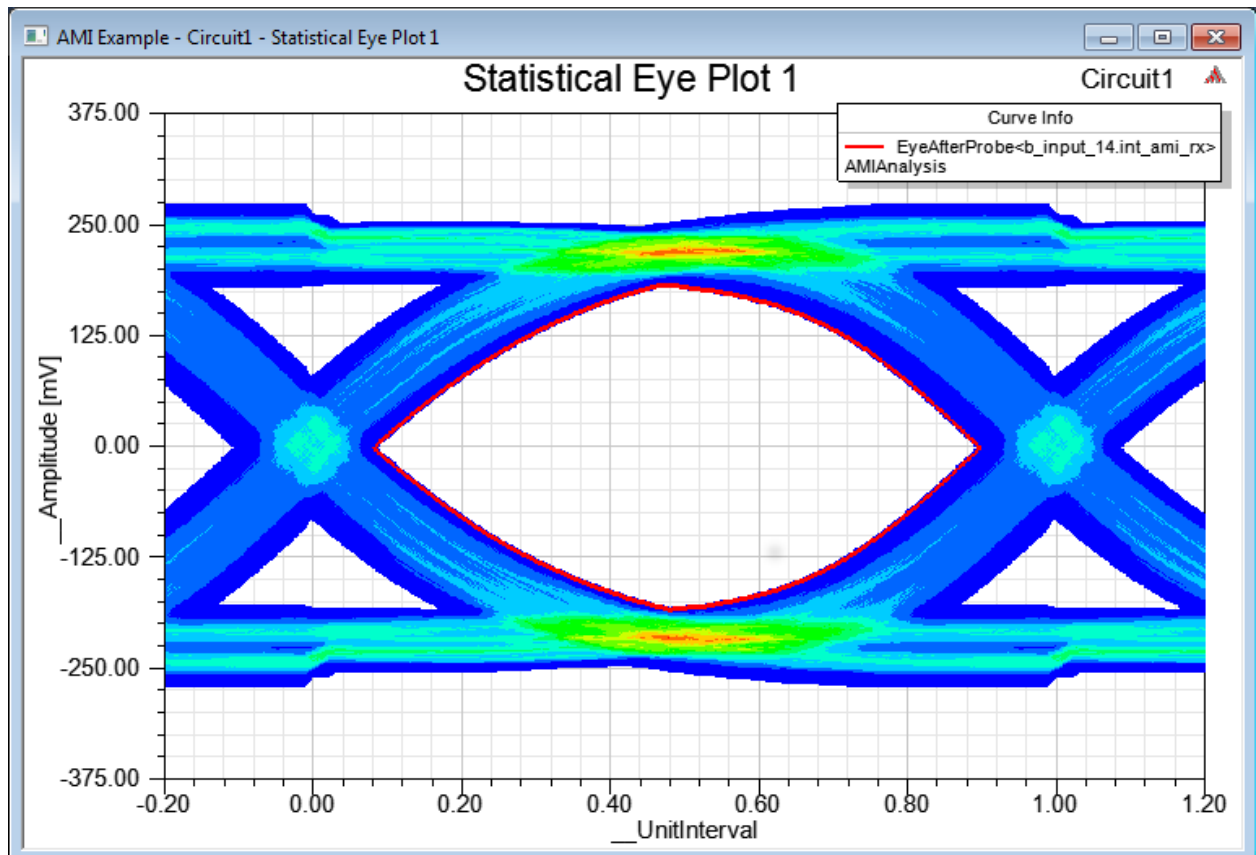 AMI Example - Circuit1 - Statistical Eye Plot 1
Statistical Eye Plot 1
Circuit1
Curve Info
EyeAfterProbe<b_input_14.int_ami_rx>
AMIAnalysis
375.00
250.00
125.00
0.00
-125.00
-250.00
-375.00
__Amplitude [mV]
-0.20 0.00 0.20 0.40 0.60 0.80 1.00 1.20
__UnitInterval